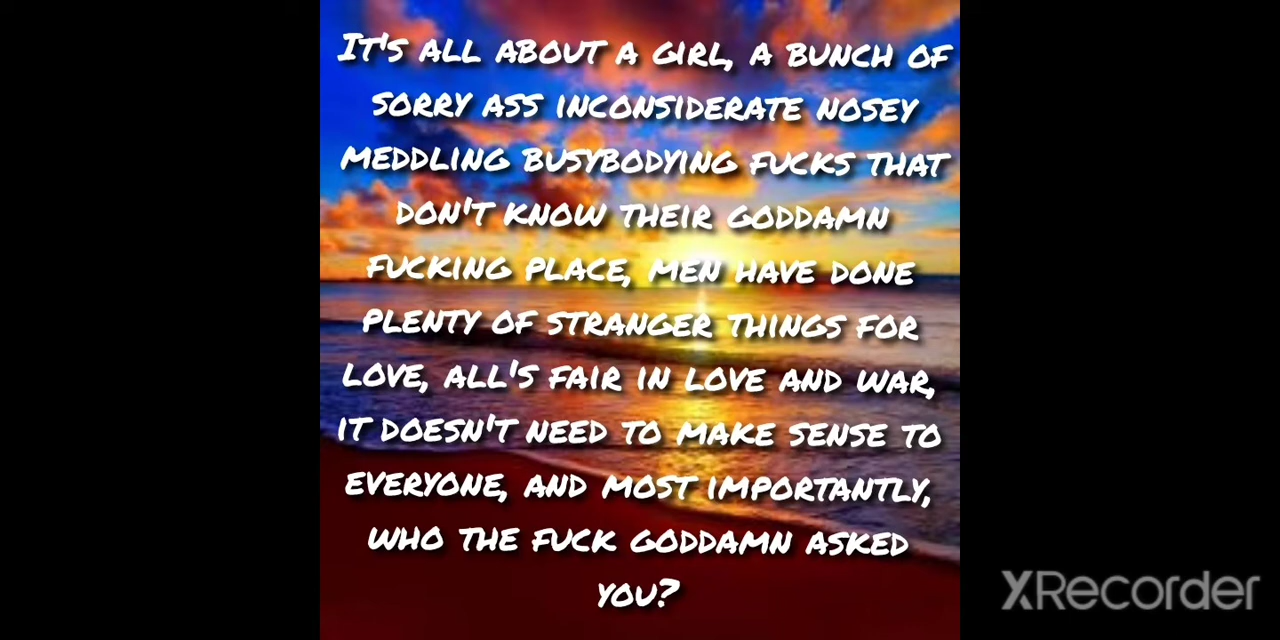 It's all about a girl, a bunch of
sorry ass inconsiderate nosey
meddling busybodying fucks that
don't know their goddamn
fucking place, men have done
plenty of stranger things for
love, all's fair in love and war,
it doesn't need to make sense to
everyone, and most importantly,
who the fuck goddamn asked
you?
XRecorder